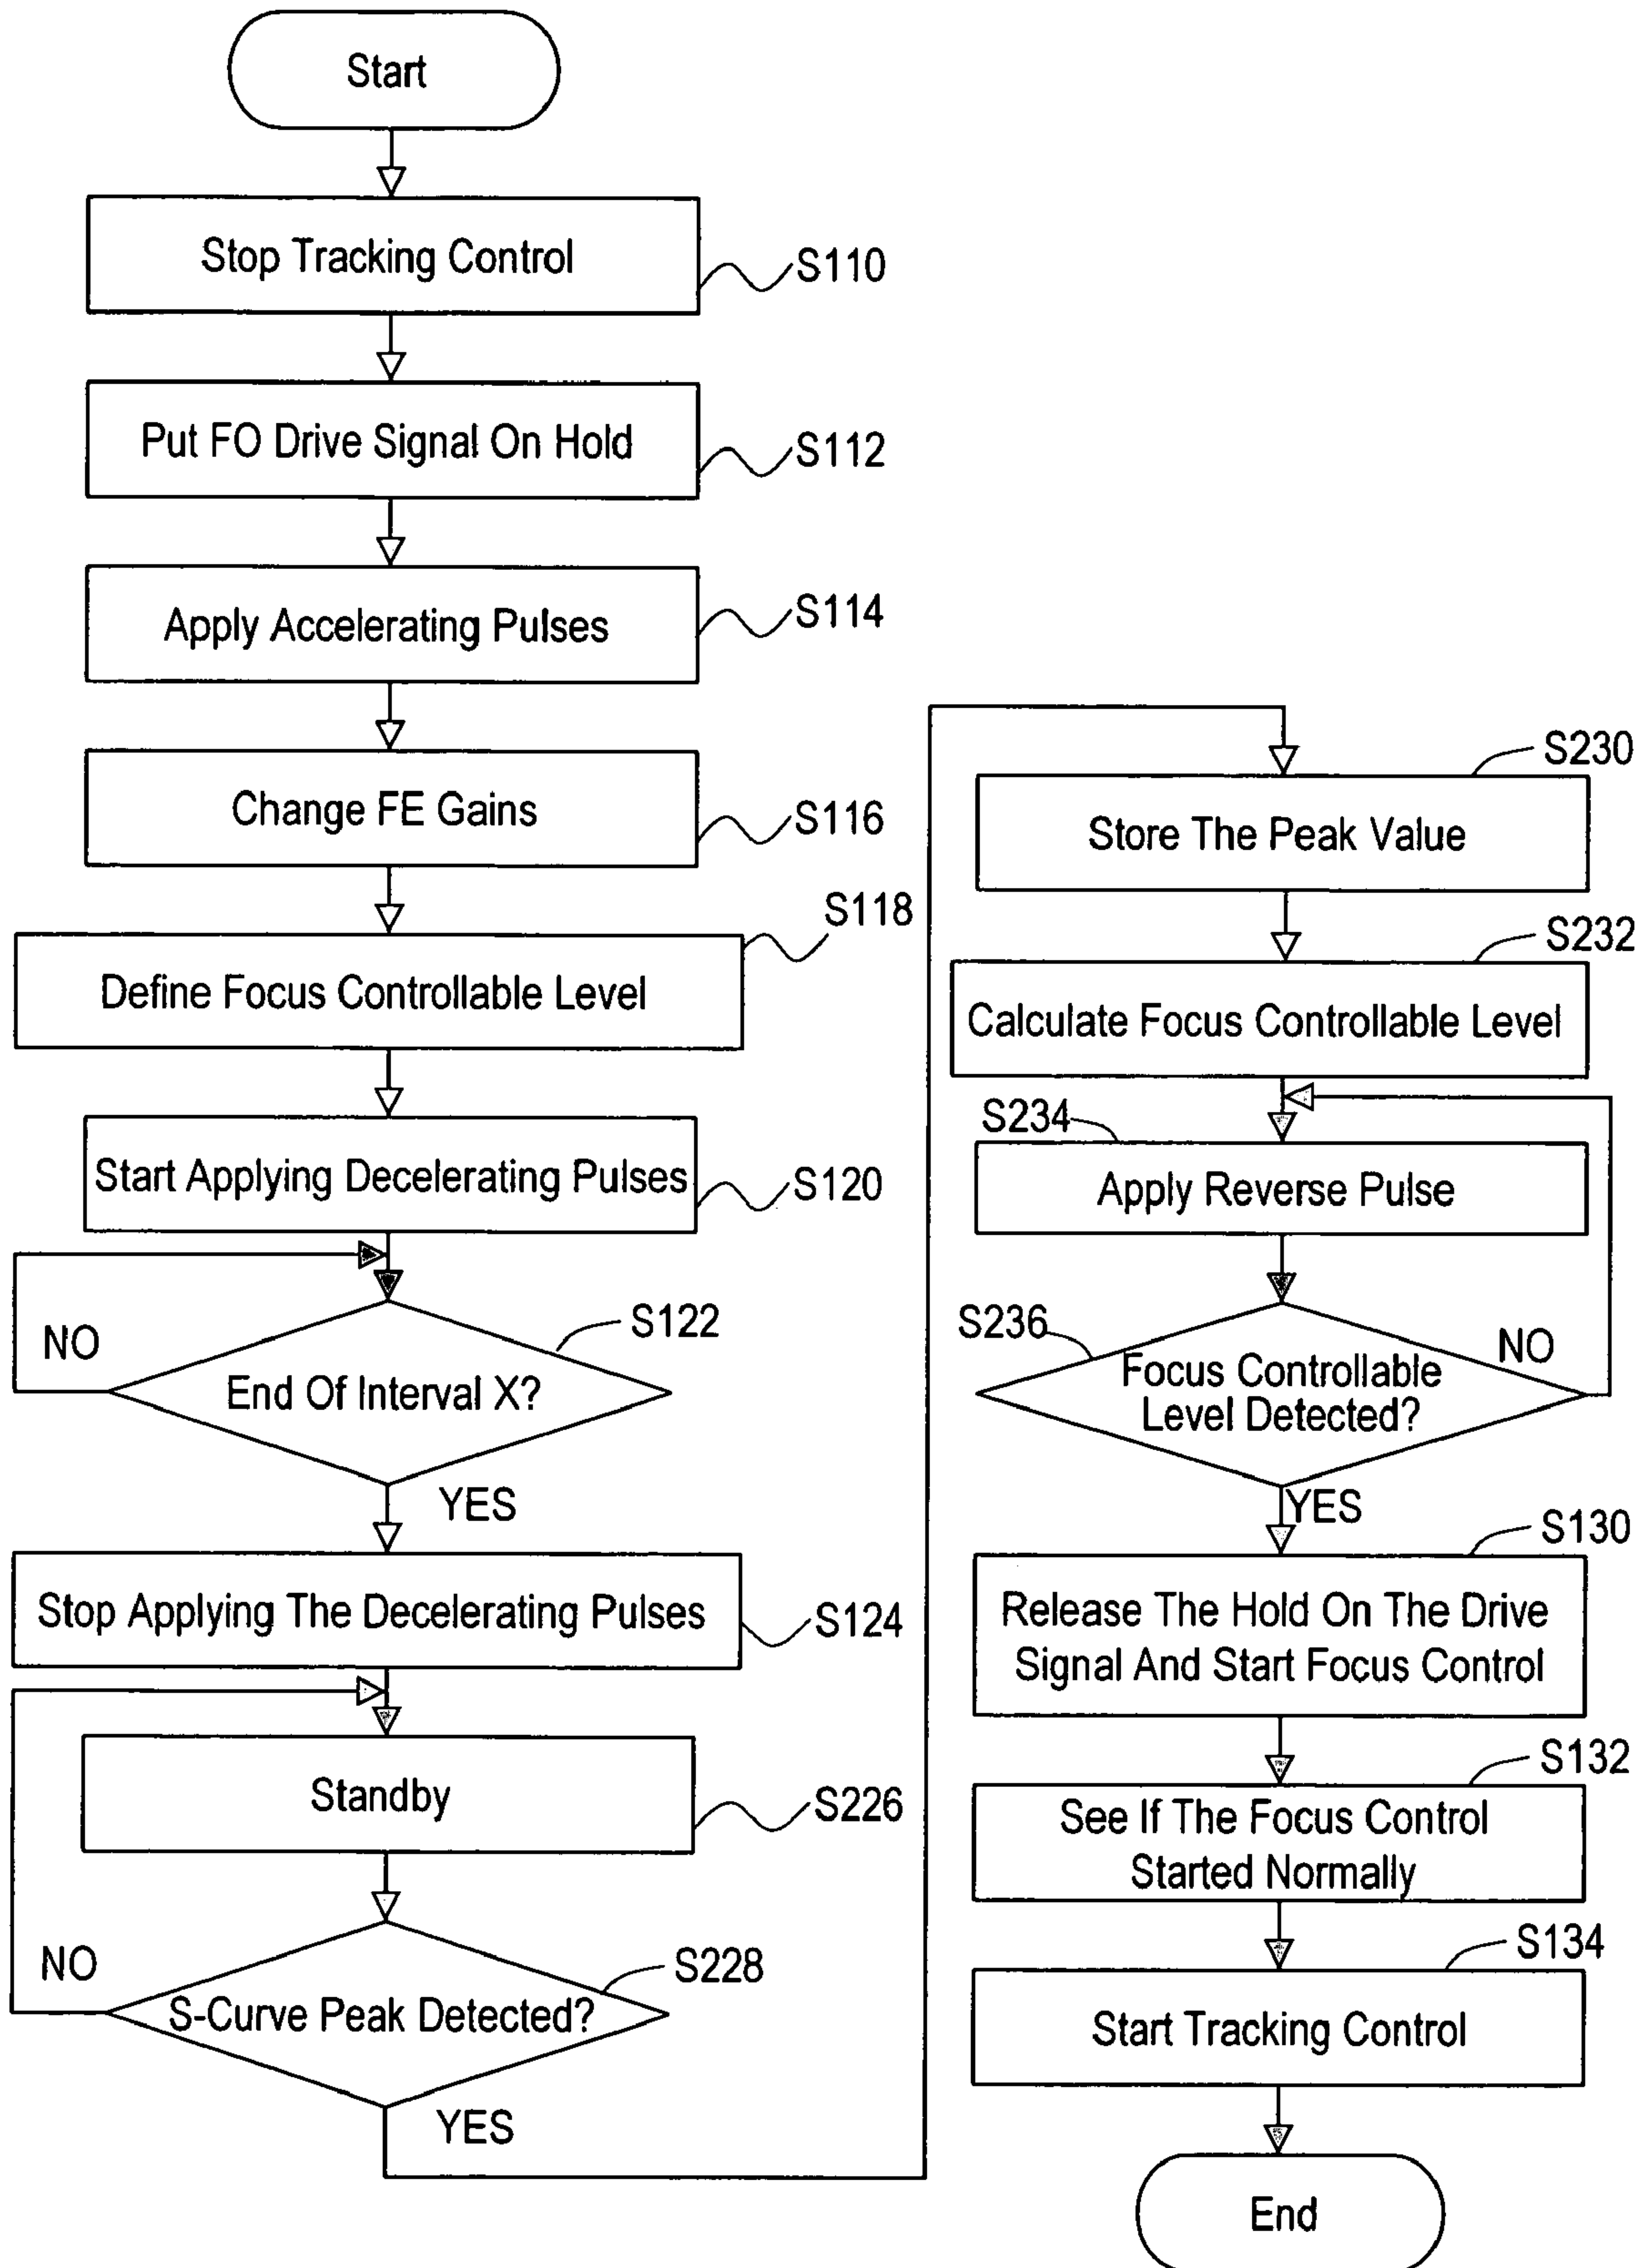 Start
Stop Tracking Control
S110
Put FO Drive Signal On Hold
S112
Apply Accelerating Pulses
S114
Change FE Gains
S116
S118
Define Focus Controllable Level
Start Applying Decelerating Pulses
S120
NO
S122
End Of Interval X?
YES
Stop Applying The Decelerating Pulses
S124
Standby
S226
NO
S228
S-Curve Peak Detected?
YES
S230
Store The Peak Value
S232
Calculate Focus Controllable Level
S234
Apply Reverse Pulse
S236
NO
Focus Controllable
Level Detected?
YES
S130
Release The Hold On The Drive
Signal And Start Focus Control
S132
See If The Focus Control
Started Normally
S134
Start Tracking Control
End